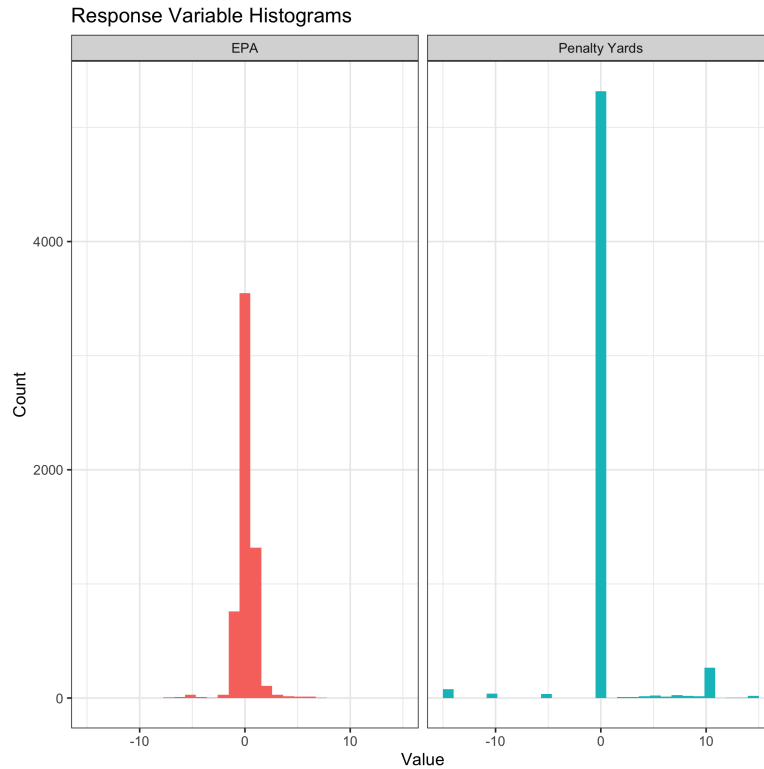 Response Variable Histograms
EPA
Penalty Yards
Count
4000
2000
0
-10 0 10
-10 0 10
Value